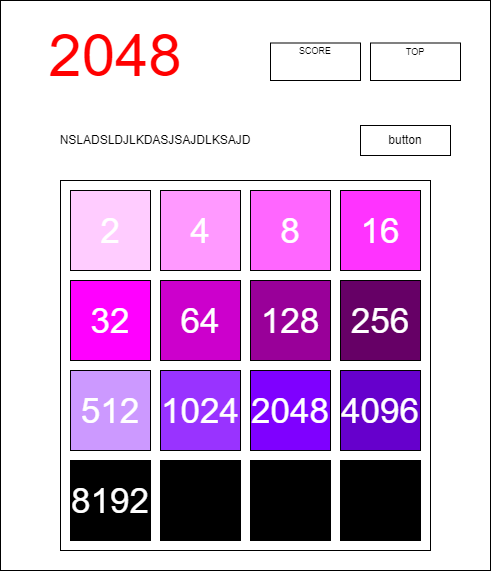 2048
SCORE
TOP
NSLADSLDJLKDASJSAJDLKSAJD
button
2 4 8 16
32 64 128 256
512 1024 2048 4096
8192